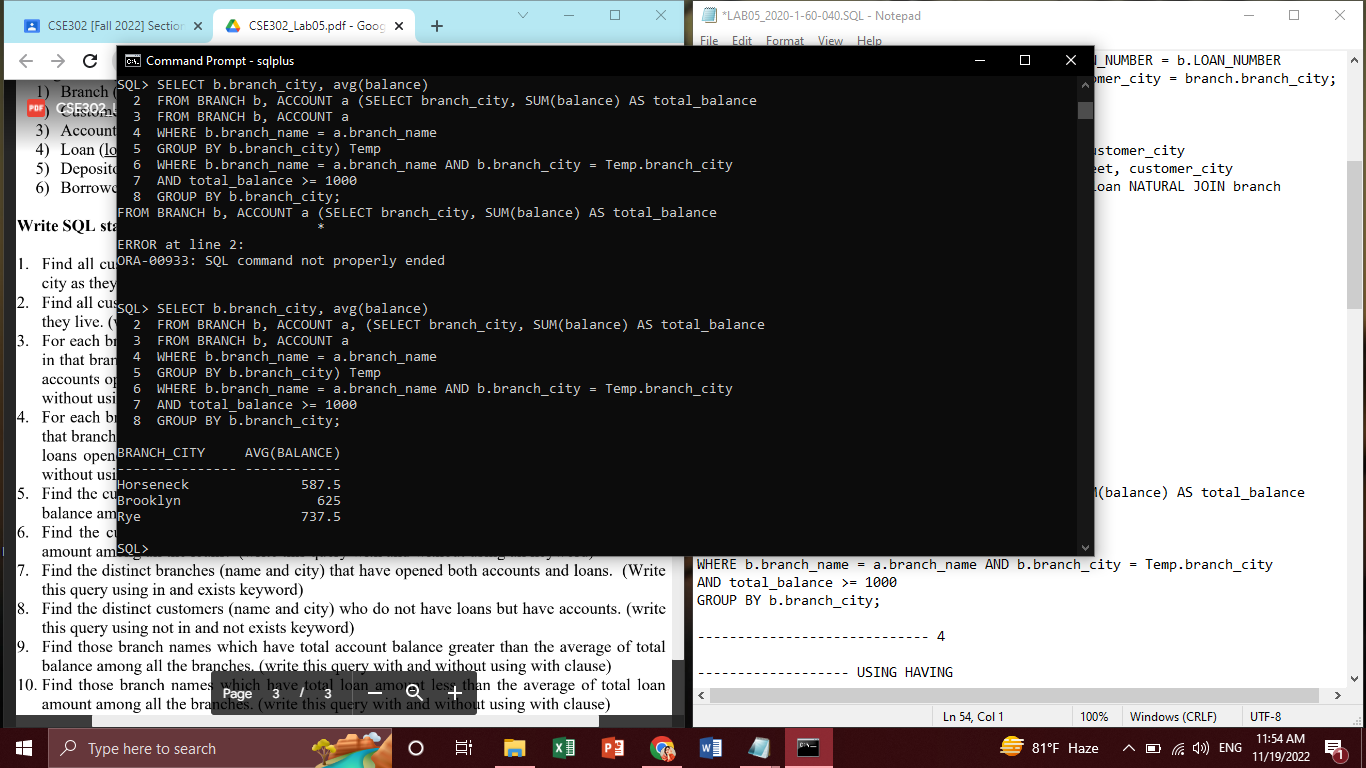 CSE302 [Fall 2022] Section
CSE302_Lab05.pdf - Goog
*LAB05_2020-1-60-040.SQL - Notepad
File Edit Format View Help
Command Prompt - sqlplus
SQL> SELECT b.branch_city, avg(balance)
2 FROM BRANCH b, ACCOUNT a (SELECT branch_city, SUM(balance) AS total_balance
3 FROM BRANCH b, ACCOUNT a
4 WHERE b.branch_name = a.branch_name
5 GROUP BY b.branch_city) Temp
6 WHERE b.branch_name = a.branch_name AND b.branch_city = Temp.branch_city
7 AND total_balance >= 1000
8 GROUP BY b.branch_city;
FROM BRANCH b, ACCOUNT a (SELECT branch_city, SUM(balance) AS total_balance
*
ERROR at line 2:
ORA-00933: SQL command not properly ended
SQL> SELECT b.branch_city, avg(balance)
2 FROM BRANCH b, ACCOUNT a, (SELECT branch_city, SUM(balance) AS total_balance
3 FROM BRANCH b, ACCOUNT a
4 WHERE b.branch_name = a.branch_name
5 GROUP BY b.branch_city) Temp
6 WHERE b.branch_name = a.branch_name AND b.branch_city = Temp.branch_city
7 AND total_balance >= 1000
8 GROUP BY b.branch_city;
BRANCH_CITY AVG(BALANCE)
--------------- ------------
Horseneck 587.5
Brooklyn 625
Rye 737.5
SQL>
PDF CSE302_L
1) Branch (
) Custome
3) Account
4) Loan (lo
5) Deposito
6) Borrowe
Write SQL sta
1. Find all cu
city as they
2. Find all cus
they live. (
3. For each br
in that bran
accounts op
without usi
4. For each br
that branch
loans open
without usi
5. Find the cu
balance am
6. Find the cu
amount am
7. Find the distinct branches (name and city) that have opened both accounts and loans. (Write
this query using in and exists keyword)
8. Find the distinct customers (name and city) who do not have loans but have accounts. (write
this query using not in and not exists keyword)
9. Find those branch names which have total account balance greater than the average of total
balance among all the branches. (write this query with and without using with clause)
10. Find those branch names which have total loan amount less than the average of total loan
amount among all the branches. (write this query with and without using with clause)
Page 3 / 3
N_NUMBER = b.LOAN_NUMBER
omer_city = branch.branch_city;
ustomer_city
eet, customer_city
oan NATURAL JOIN branch
M(balance) AS total_balance
WHERE b.branch_name = a.branch_name AND b.branch_city = Temp.branch_city
AND total_balance >= 1000
GROUP BY b.branch_city;
----------------------------- 4
------------------- USING HAVING
Ln 54, Col 1 100% Windows (CRLF) UTF-8
Type here to search
81°F Haze
ENG
11:54 AM
11/19/2022
1